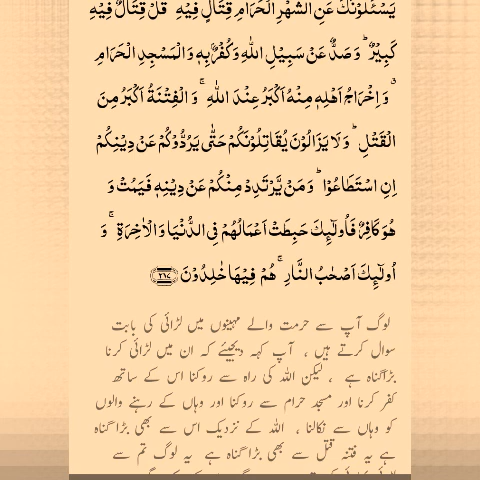 يَسْـَٔلُوْنَكَ عَنِ الشَّهْرِ الْحَرَامِ قِتَالٍ فِيْهِ ؕ قُلْ قِتَالٌ فِيْهِ
كَبِيْرٌ ؕ وَصَدٌّ عَنْ سَبِيْلِ اللّٰهِ وَكُفْرٌۢ بِهٖ وَالْمَسْجِدِ الْحَرَامِ
ۗ وَاِخْرَاجُ اَهْلِهٖ مِنْهُ اَكْبَرُ عِنْدَ اللّٰهِ ۚ وَالْفِتْنَةُ اَكْبَرُ مِنَ
الْقَتْلِ ؕ وَلَا يَزَالُوْنَ يُقَاتِلُوْنَكُمْ حَتّٰى يَرُدُّوْكُمْ عَنْ دِيْنِكُمْ
اِنِ اسْتَطَاعُوْا ؕ وَمَنْ يَّرْتَدِدْ مِنْكُمْ عَنْ دِيْنِهٖ فَيَمُتْ وَ
هُوَ كَافِرٌ فَاُولٰٓئِكَ حَبِطَتْ اَعْمَالُهُمْ فِى الدُّنْيَا وَالْاٰخِرَةِ ۚ وَ
اُولٰٓئِكَ اَصْحٰبُ النَّارِ ۚ هُمْ فِيْهَا خٰلِدُوْنَ ﴿٢١٧﴾
لوگ آپ سے حرمت والے مہینوں میں لڑائی کی بابت
سوال کرتے ہیں ، آپ کہہ دیجیئے کہ ان میں لڑائی کرنا
بڑا گناہ ہے ، لیکن اللہ کی راہ سے روکنا اس کے ساتھ
کفر کرنا اور مسجد حرام سے روکنا اور وہاں کے رہنے والوں
کو وہاں سے نکالنا ، اللہ کے نزدیک اس سے بھی بڑا گناہ
ہے یہ فتنہ قتل سے بھی بڑا گناہ ہے یہ لوگ تم سے